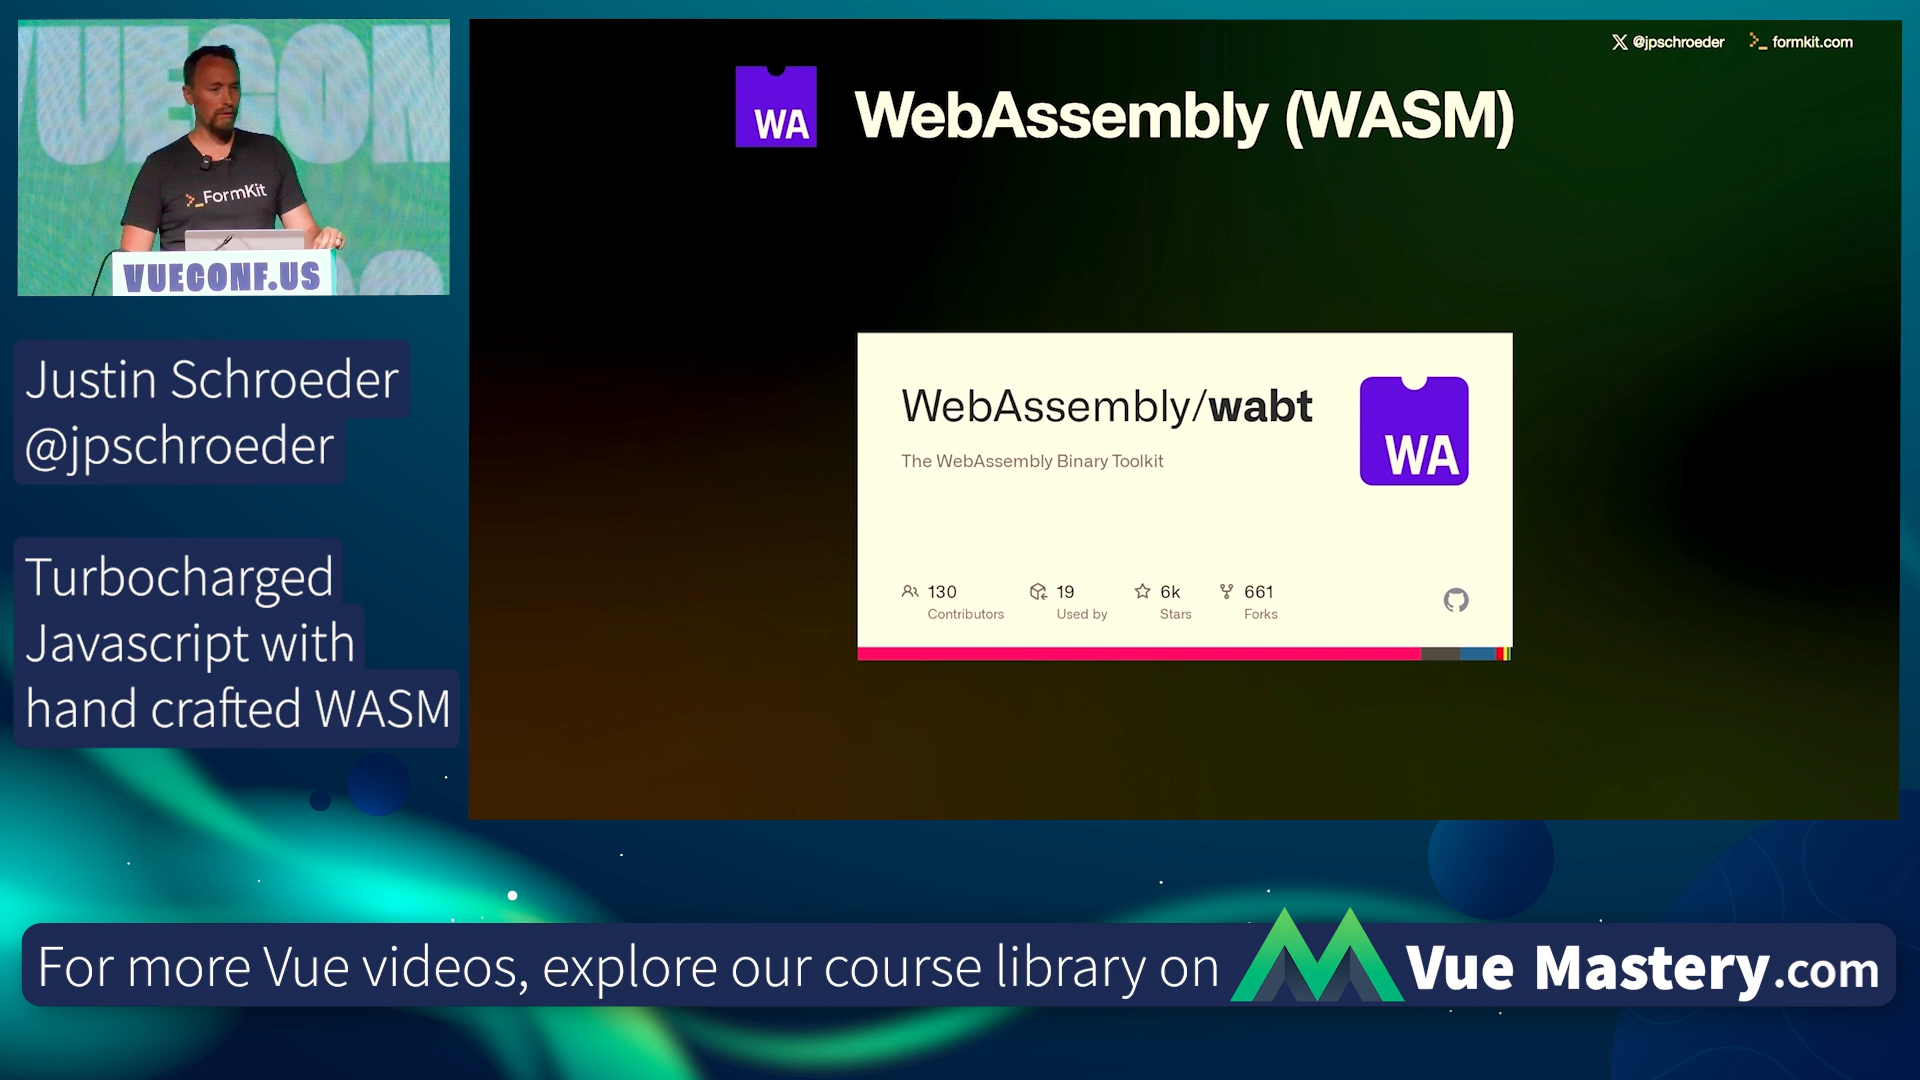 VUECON
>_FormKit
VUECONF.US
Justin Schroeder
@jpschroeder
Turbocharged
Javascript with
hand crafted WASM
X @jpschroeder >_ formkit.com
WA WebAssembly (WASM)
WebAssembly/wabt
WA
The WebAssembly Binary Toolkit
130 19 6k 661
Contributors Used by Stars Forks
For more Vue videos, explore our course library on Vue Mastery.com